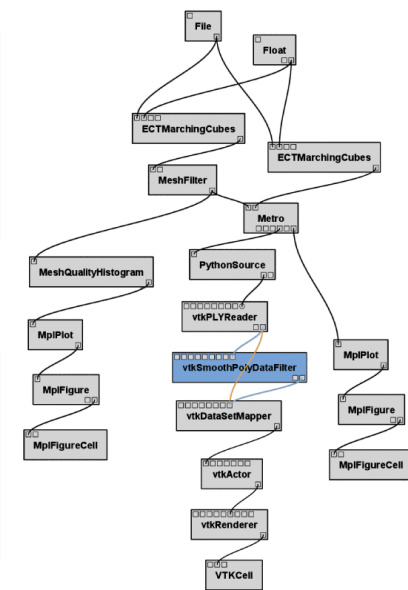 File
Float
ECTMarchingCubes
ECTMarchingCubes
MeshFilter
Metro
MeshQualityHistogram
PythonSource
vtkPLYReader
MplPlot
MplPlot
vtkSmoothPolyDataFilter
MplFigure
MplFigure
vtkDataSetMapper
MplFigureCell
MplFigureCell
vtkActor
vtkRenderer
VTKCell